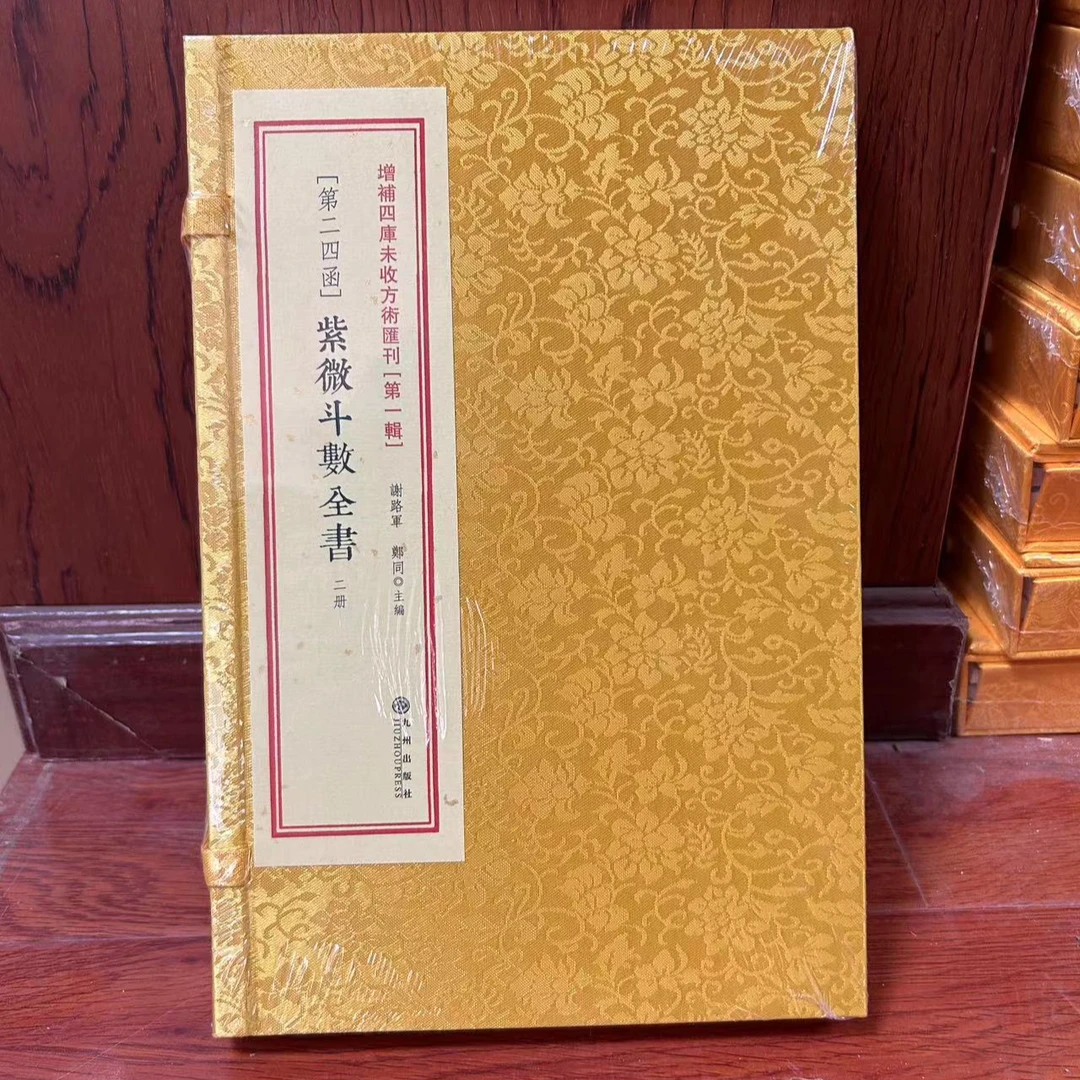 增補四庫未收方術匯刊[第一輯]
謝路軍 鄭同◎主編
[第二四函] 紫微斗數全書 二册
九州出版社
JIUZHOUPRESS